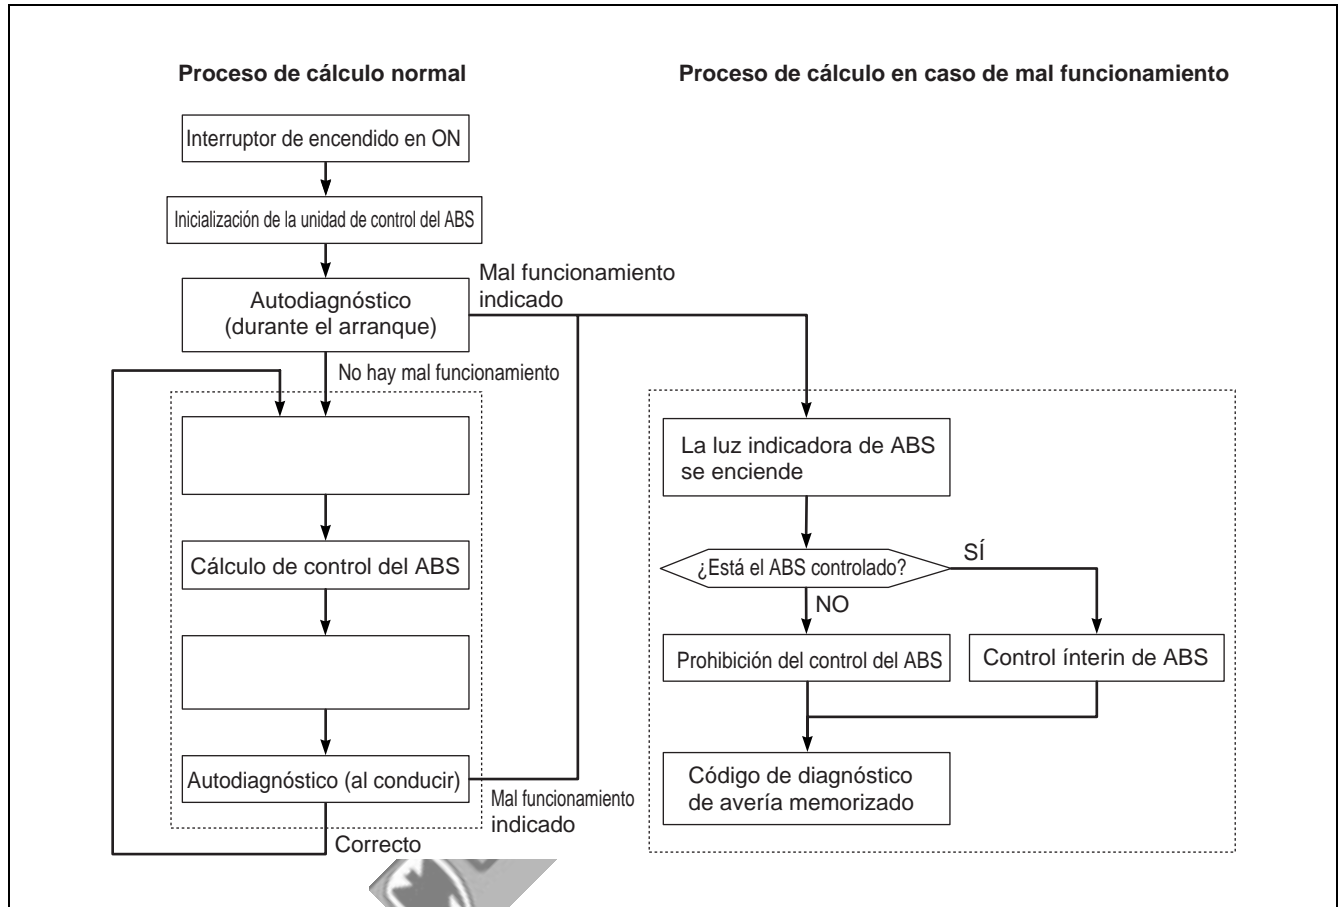 Proceso de cálculo normal
Proceso de cálculo en caso de mal funcionamiento
Interruptor de encendido en ON
Inicialización de la unidad de control del ABS
Autodiagnóstico
(durante el arranque)
Mal funcionamiento
indicado
No hay mal funcionamiento
Cálculo de control del ABS
Autodiagnóstico (al conducir)
Mal funcionamiento
indicado
Correcto
La luz indicadora de ABS
se enciende
¿Está el ABS controlado?
SÍ
NO
Prohibición del control del ABS
Control ínterin de ABS
Código de diagnóstico
de avería memorizado